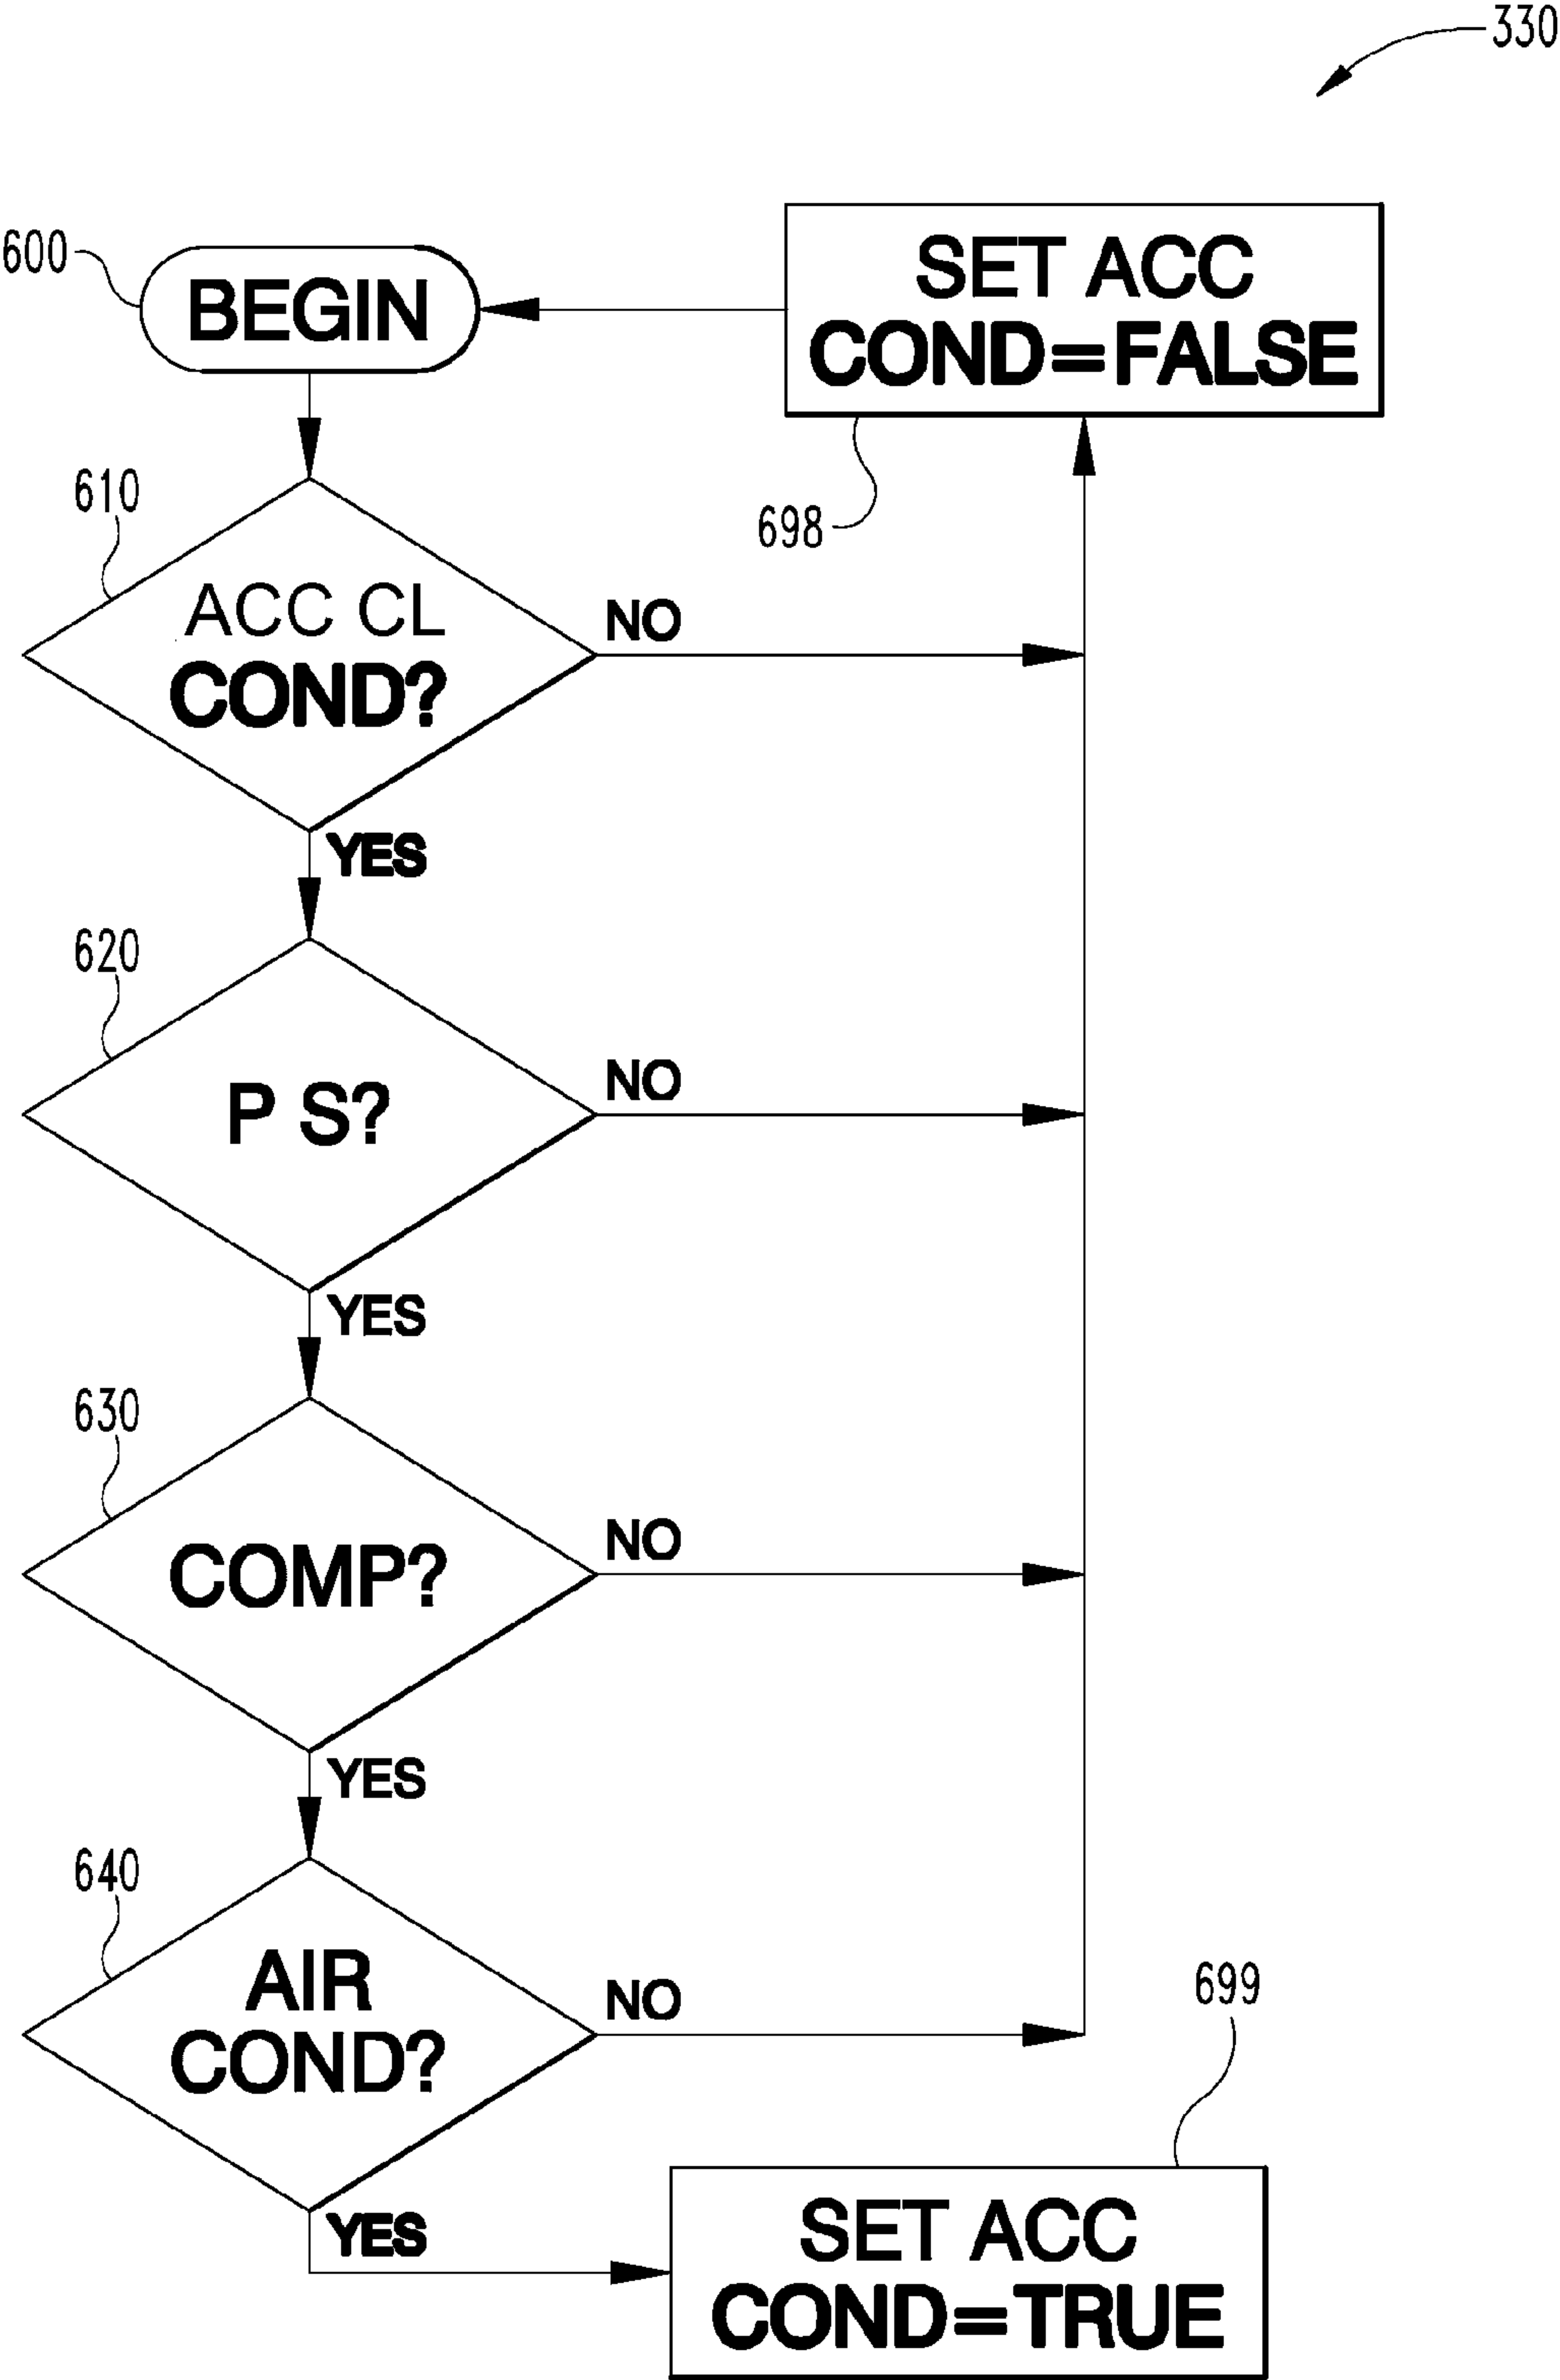 330
600
BEGIN
SET ACC
COND=FALSE
698
610
ACC CL
COND?
NO
YES
620
P S?
NO
YES
630
COMP?
NO
YES
640
AIR
COND?
NO
YES
699
SET ACC
COND=TRUE